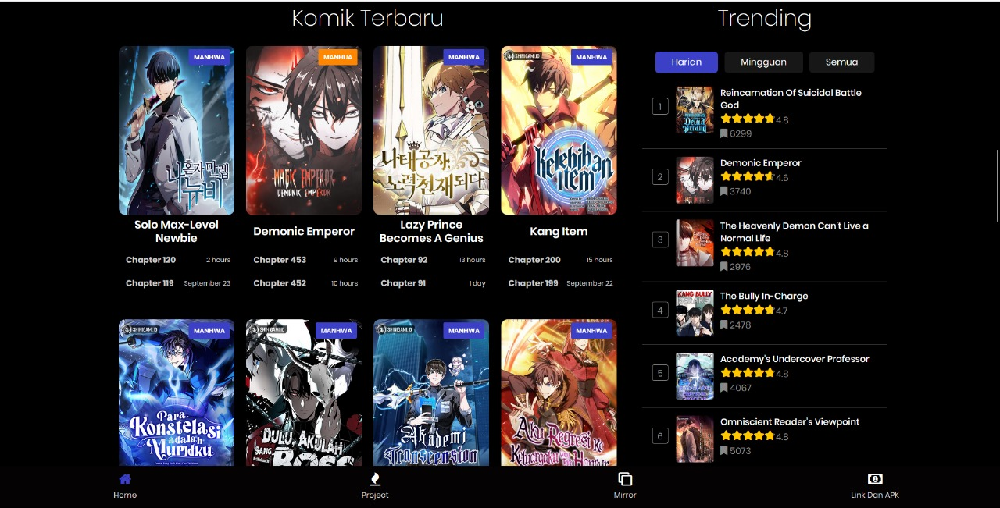 Komik Terbaru
MANHWA
나 혼자 만렙
뉴비
Solo Max-Level
Newbie
Chapter 120 2 hours
Chapter 119 September 23
MANHUA
MAGIC EMPEROR
DEMONIC EMPEROR
Demonic Emperor
Chapter 453 9 hours
Chapter 452 10 hours
MANHWA
나태 공자,
노력 천재 되다
Lazy Prince
Becomes A Genius
Chapter 92 13 hours
Chapter 91 1 day
SHINIGAMI.ID
MANHWA
Kelebihan
Item
Kang Item
Chapter 200 15 hours
Chapter 199 September 22
SHINIGAMI.ID
MANHWA
Para
Konstelasi
adalah
Muridku
MANHWA
SHINIGAMI.ID
DULU, AKULAH
SANG
BOSS
SHINIGAMI.ID
MANHWA
Akademi
Transcension
SHINIGAMI.ID
MANHWA
Aku Regresi Ke
Keluargaku
Trending
Harian
Mingguan
Semua
1
Reincarnation Of Suicidal Battle
God
4.8
6299
2
Demonic Emperor
4.6
3740
3
The Heavenly Demon Can't Live a
Normal Life
4.8
2976
4
KANG BULLY
The Bully In-Charge
4.7
2478
5
Academy's Undercover Professor
4.8
4067
6
Omniscient Reader's Viewpoint
4.8
5073
Home
Project
Mirror
Link Dan APK